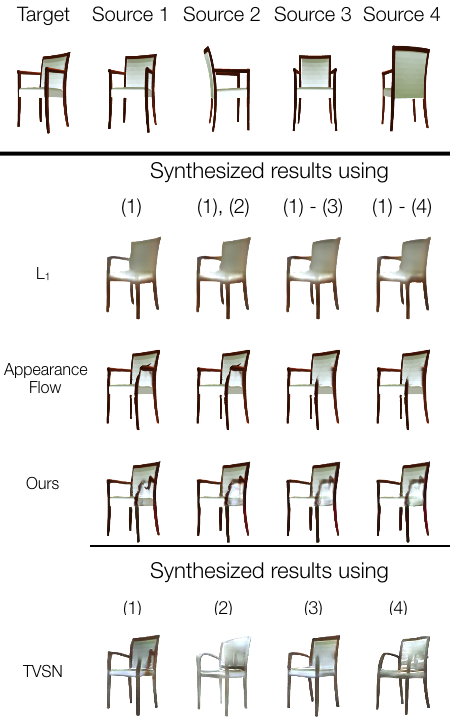 Target Source 1 Source 2 Source 3 Source 4
Synthesized results using
(1) (1), (2) (1) - (3) (1) - (4)
L₁
Appearance
Flow
Ours
Synthesized results using
(1) (2) (3) (4)
TVSN